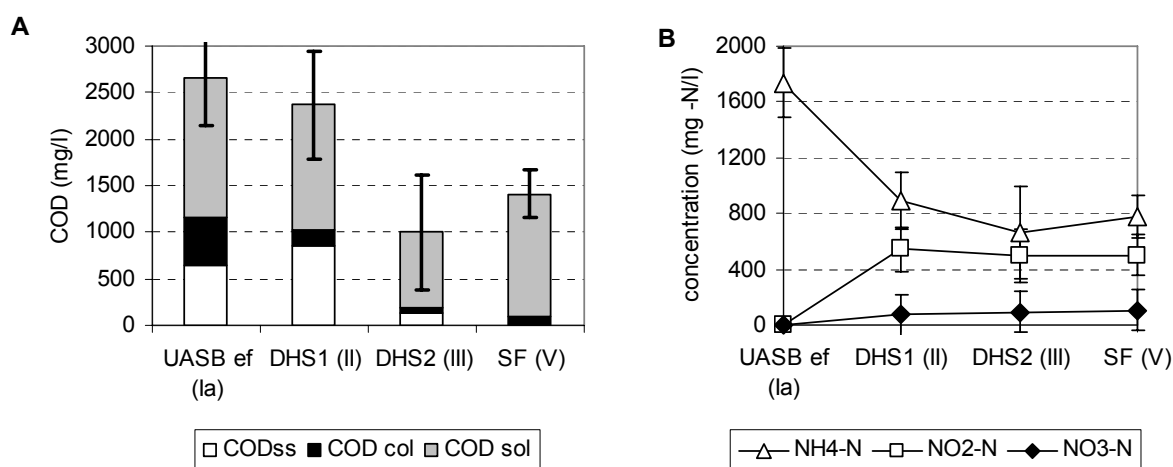 A
COD (mg/l)
3000
2500
2000
1500
1000
500
0
UASB ef (Ia)
DHS1 (II)
DHS2 (III)
SF (V)
CODss
COD col
COD sol
B
concentration (mg -N/l)
2000
1600
1200
800
400
0
UASB ef (Ia)
DHS1 (II)
DHS2 (III)
SF (V)
NH4-N
NO2-N
NO3-N